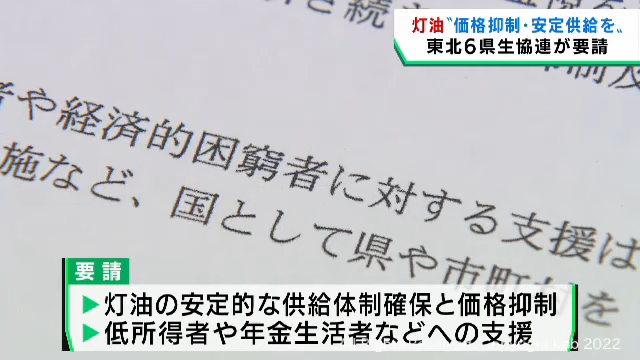 灯油〝価格抑制・安定供給を〟
東北6県生協連が要請
者や経済的困窮者に対する支援は
施など、国として県や市町村を
要請
▶灯油の安定的な供給体制確保と価格抑制
▶低所得者や年金生活者などへの支援
2022